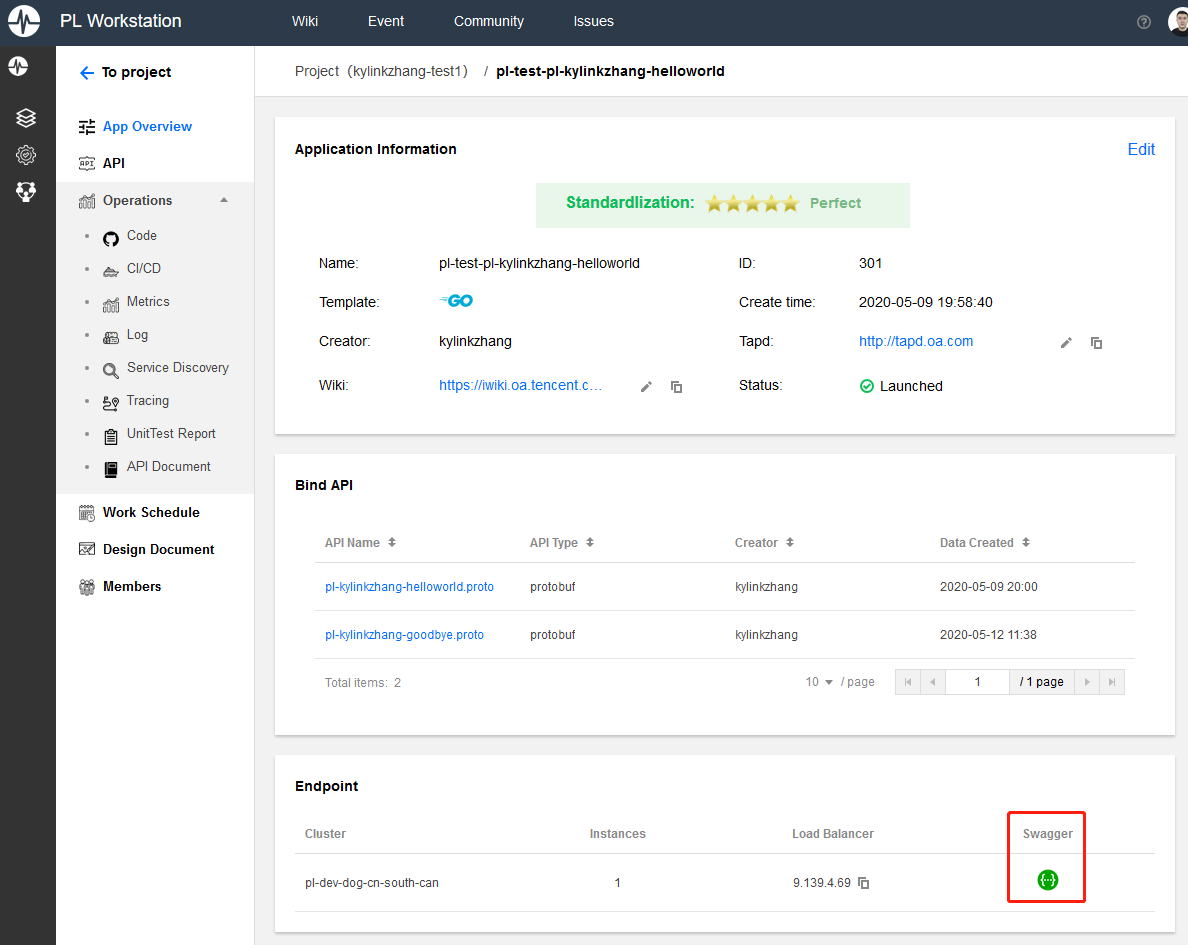 PL Workstation Wiki Event Community Issues
To project
Project (kylinkzhang-test1) / pl-test-pl-kylinkzhang-helloworld
App Overview
API
Operations
Code
CI/CD
Metrics
Log
Service Discovery
Tracing
UnitTest Report
API Document
Work Schedule
Design Document
Members
Application Information Edit
Standardlization: Perfect
Name: pl-test-pl-kylinkzhang-helloworld ID: 301
Template: GO Create time: 2020-05-09 19:58:40
Creator: kylinkzhang Tapd: http://tapd.oa.com
Wiki: https://iwiki.oa.tencent.c... Status: Launched
Bind API
API Name API Type Creator Data Created
pl-kylinkzhang-helloworld.proto protobuf kylinkzhang 2020-05-09 20:00
pl-kylinkzhang-goodbye.proto protobuf kylinkzhang 2020-05-12 11:38
Total items: 2 10 / page 1 / 1 page
Endpoint
Cluster Instances Load Balancer Swagger
pl-dev-dog-cn-south-can 1 9.139.4.69 {...}